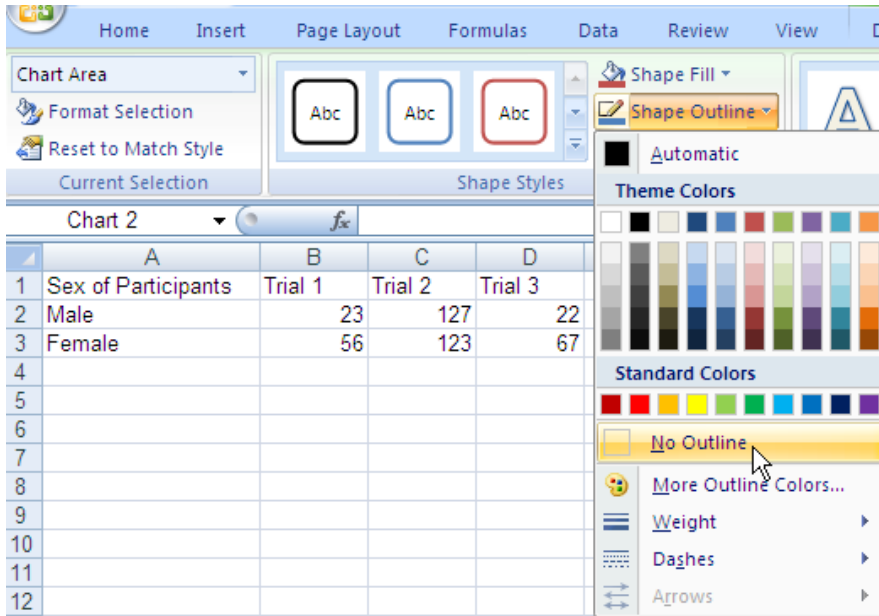 Home Insert Page Layout Formulas Data Review View
Chart Area
Format Selection
Reset to Match Style
Current Selection
Abc Abc Abc
Shape Styles
Shape Fill
Shape Outline
A
Automatic
Theme Colors
Standard Colors
No Outline
More Outline Colors...
Weight
Dashes
Arrows
Chart 2 fx
A B C D
1 Sex of Participants Trial 1 Trial 2 Trial 3
2 Male 23 127 22
3 Female 56 123 67
4
5
6
7
8
9
10
11
12